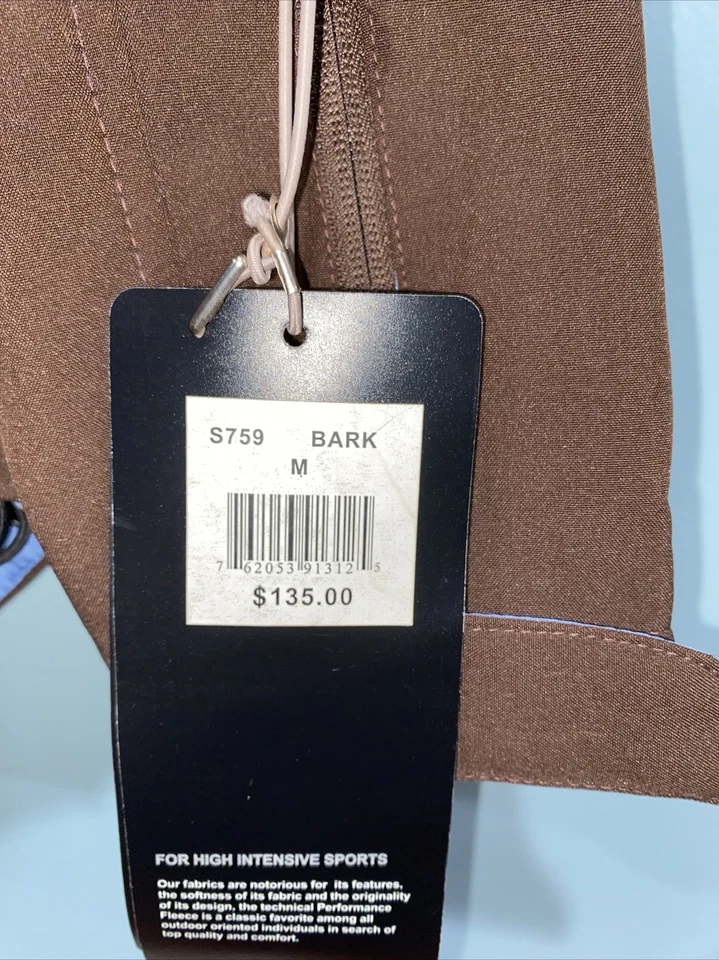 S759 BARK
M
7 62053 91312 5
$135.00
FOR HIGH INTENSIVE SPORTS
Our fabrics are notorious for its features,
the softness of its fabric and the originality
of its design, the technical Performance
Fleece is a classic favorite among all
outdoor oriented individuals in search of
top quality and comfort.